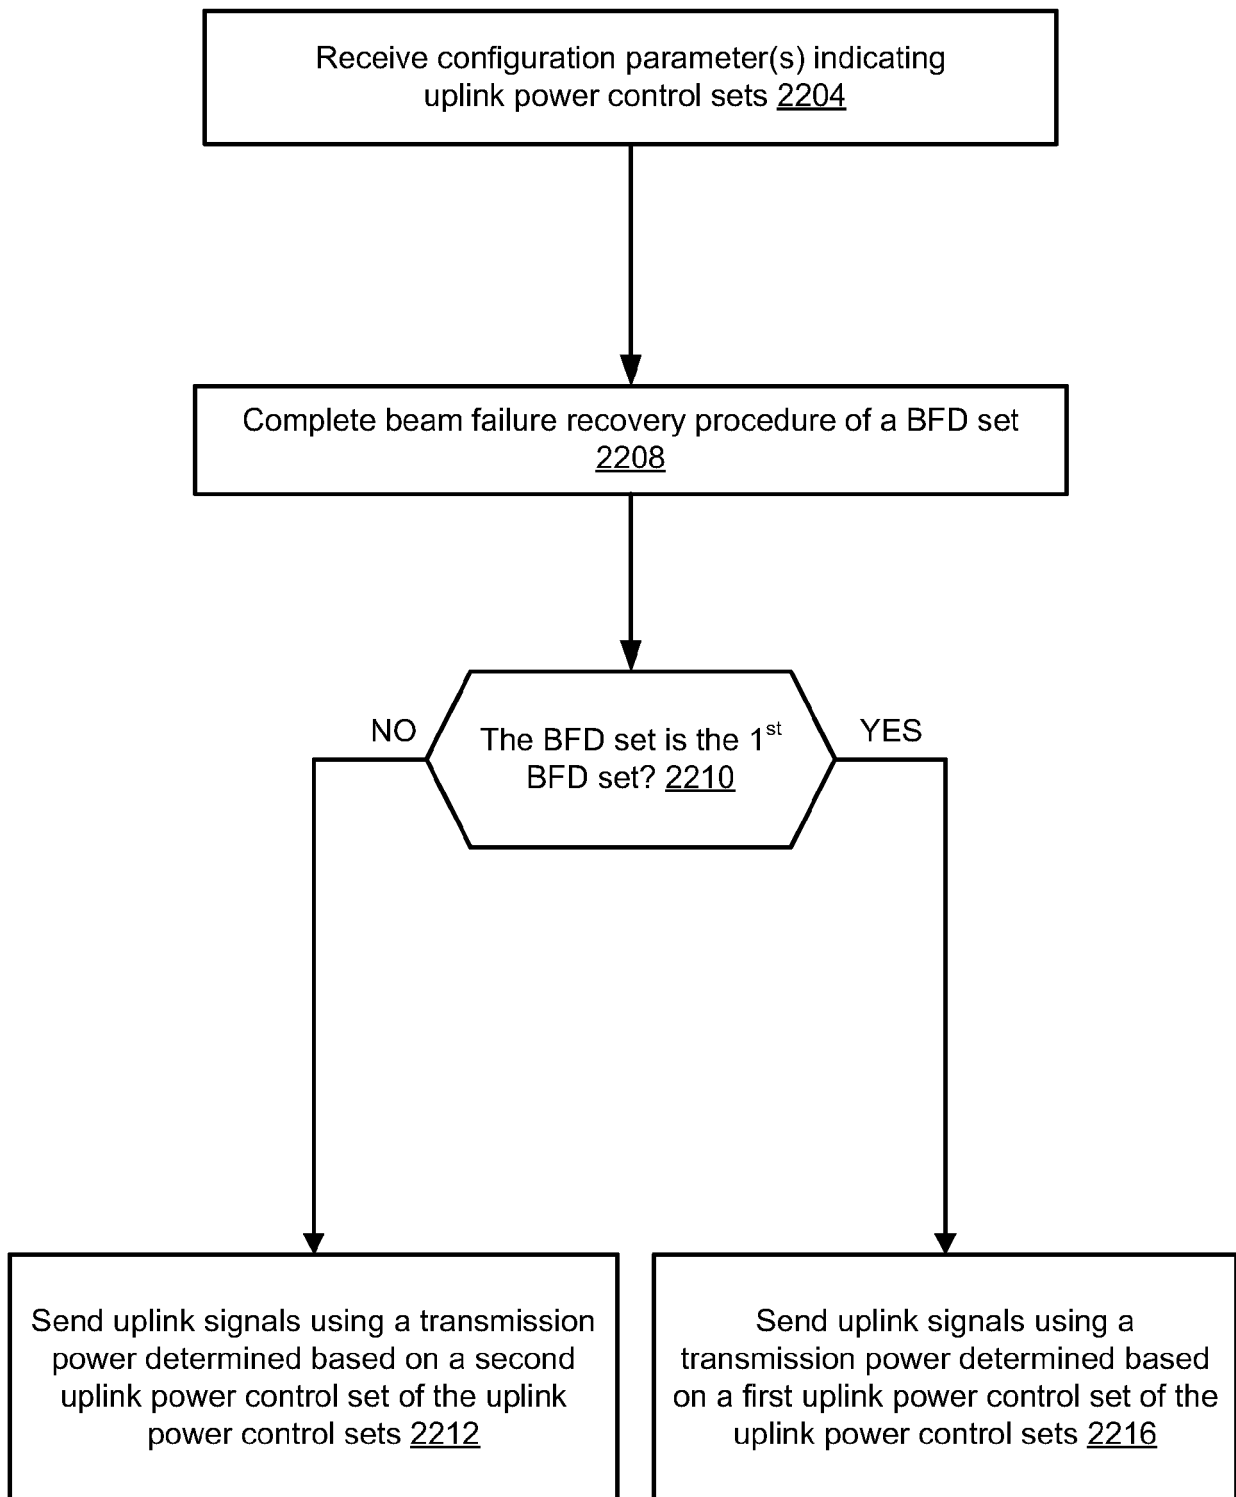 Receive configuration parameter(s) indicating
uplink power control sets 2204
Complete beam failure recovery procedure of a BFD set
2208
NO
The BFD set is the 1st
BFD set? 2210
YES
Send uplink signals using a transmission
power determined based on a second
uplink power control set of the uplink
power control sets 2212
Send uplink signals using a
transmission power determined based
on a first uplink power control set of the
uplink power control sets 2216